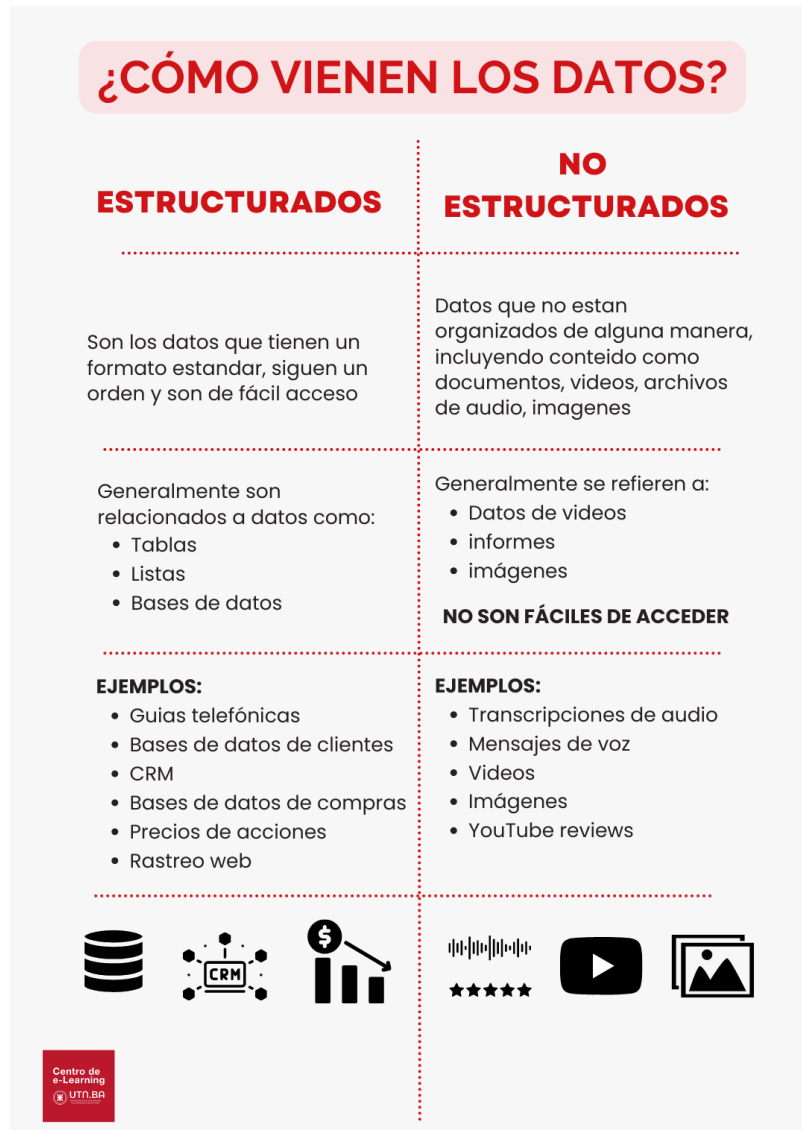 ¿CÓMO VIENEN LOS DATOS?
ESTRUCTURADOS
NO
ESTRUCTURADOS
Son los datos que tienen un
formato estandar, siguen un
orden y son de fácil acceso
Datos que no estan
organizados de alguna manera,
incluyendo conteido como
documentos, videos, archivos
de audio, imagenes
Generalmente son
relacionados a datos como:
• Tablas
• Listas
• Bases de datos
Generalmente se refieren a:
• Datos de videos
• informes
• imágenes
NO SON FÁCILES DE ACCEDER
EJEMPLOS:
• Guias telefónicas
• Bases de datos de clientes
• CRM
• Bases de datos de compras
• Precios de acciones
• Rastreo web
EJEMPLOS:
• Transcripciones de audio
• Mensajes de voz
• Videos
• Imágenes
• YouTube reviews
CRM
$
Centro de
e-Learning
UTN.BA